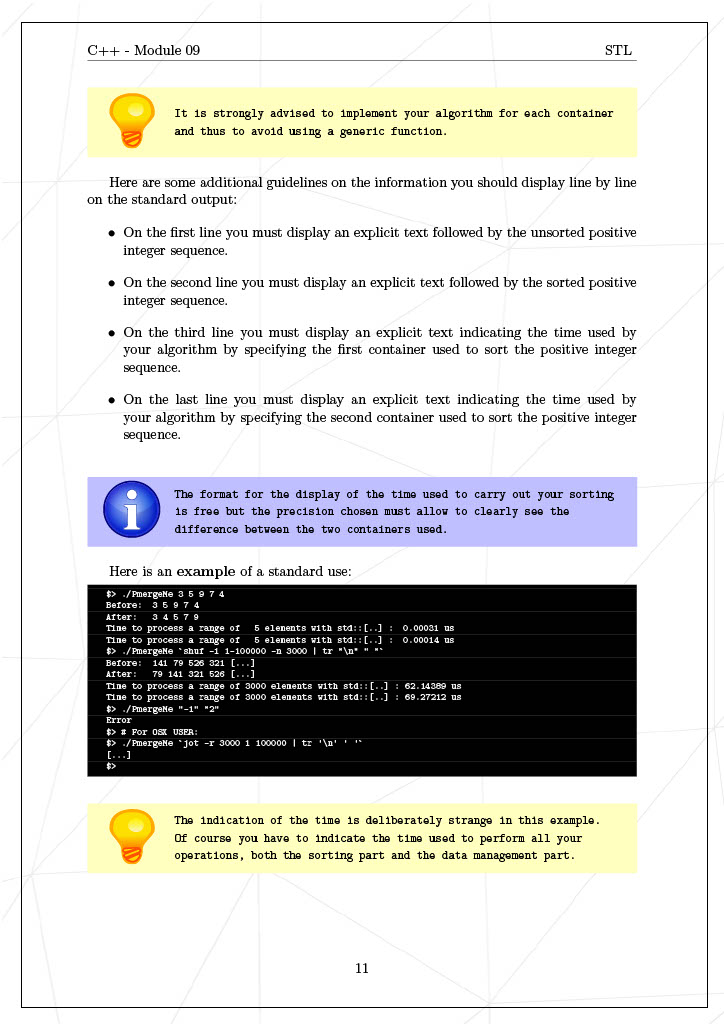 C++ - Module 09 STL
It is strongly advised to implement your algorithm for each container
and thus to avoid using a generic function.
Here are some additional guidelines on the information you should display line by line
on the standard output:
• On the first line you must display an explicit text followed by the unsorted positive
integer sequence.
• On the second line you must display an explicit text followed by the sorted positive
integer sequence.
• On the third line you must display an explicit text indicating the time used by
your algorithm by specifying the first container used to sort the positive integer
sequence.
• On the last line you must display an explicit text indicating the time used by
your algorithm by specifying the second container used to sort the positive integer
sequence.
The format for the display of the time used to carry out your sorting
is free but the precision chosen must allow to clearly see the
difference between the two containers used.
Here is an example of a standard use:
$> ./PmergeMe 3 5 9 7 4
Before: 3 5 9 7 4
After: 3 4 5 7 9
Time to process a range of 5 elements with std::[..] : 0.00031 us
Time to process a range of 5 elements with std::[..] : 0.00014 us
$> ./PmergeMe `shuf -i 1-100000 -n 3000 | tr "\n" " "`
Before: 141 79 526 321 [...]
After: 79 141 321 526 [...]
Time to process a range of 3000 elements with std::[..] : 62.14389 us
Time to process a range of 3000 elements with std::[..] : 69.27212 us
$> ./PmergeMe "-1" "2"
Error
$> # For OSX USER:
$> ./PmergeMe `jot -r 3000 1 100000 | tr '\n' ' '`
[...]
$>
The indication of the time is deliberately strange in this example.
Of course you have to indicate the time used to perform all your
operations, both the sorting part and the data management part.
11